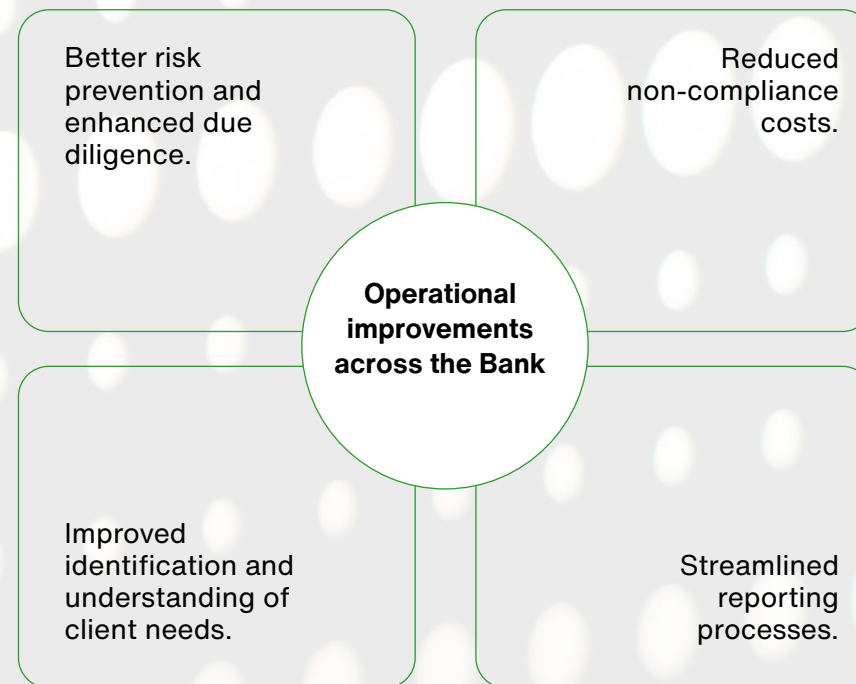 Better risk
prevention and
enhanced due
diligence.
Reduced
non-compliance
costs.
Operational
improvements
across the Bank
Improved
identification and
understanding of
client needs.
Streamlined
reporting
processes.